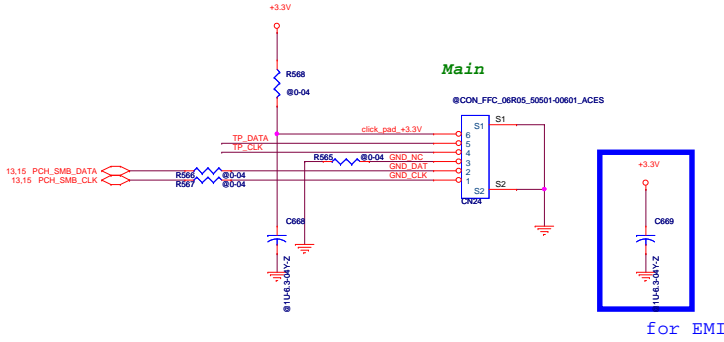 +3.3V
R568
@0-04
Main
@CON_FFC_06R05_50501-00601_ACES
click_pad_+3.3V
6
S1
S1
TP_DATA
5
TP_CLK
4
R565
@0-04
GND_NC
3
13,15 PCH_SMB_DATA
R566
@0-04
GND_DAT
2
13,15 PCH_SMB_CLK
R567
@0-04
GND_CLK
1
S2
S2
CN24
C668
@1U-6.3-04Y-Z
+3.3V
C669
@1U-6.3-04Y-Z
for EMI